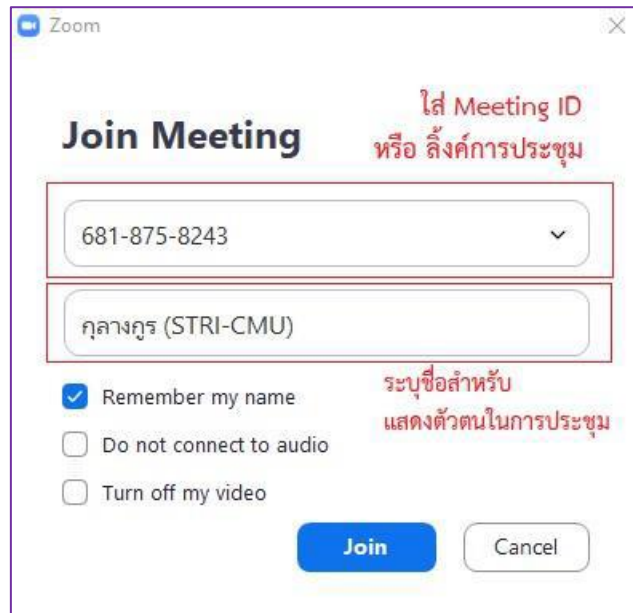 Zoom
ใส่ Meeting ID
หรือ ลิ้งค์การประชุม
Join Meeting
681-875-8243
กุลางกูร (STRI-CMU)
ระบุชื่อสำหรับ
แสดงตัวตนในการประชุม
Remember my name
Do not connect to audio
Turn off my video
Join
Cancel